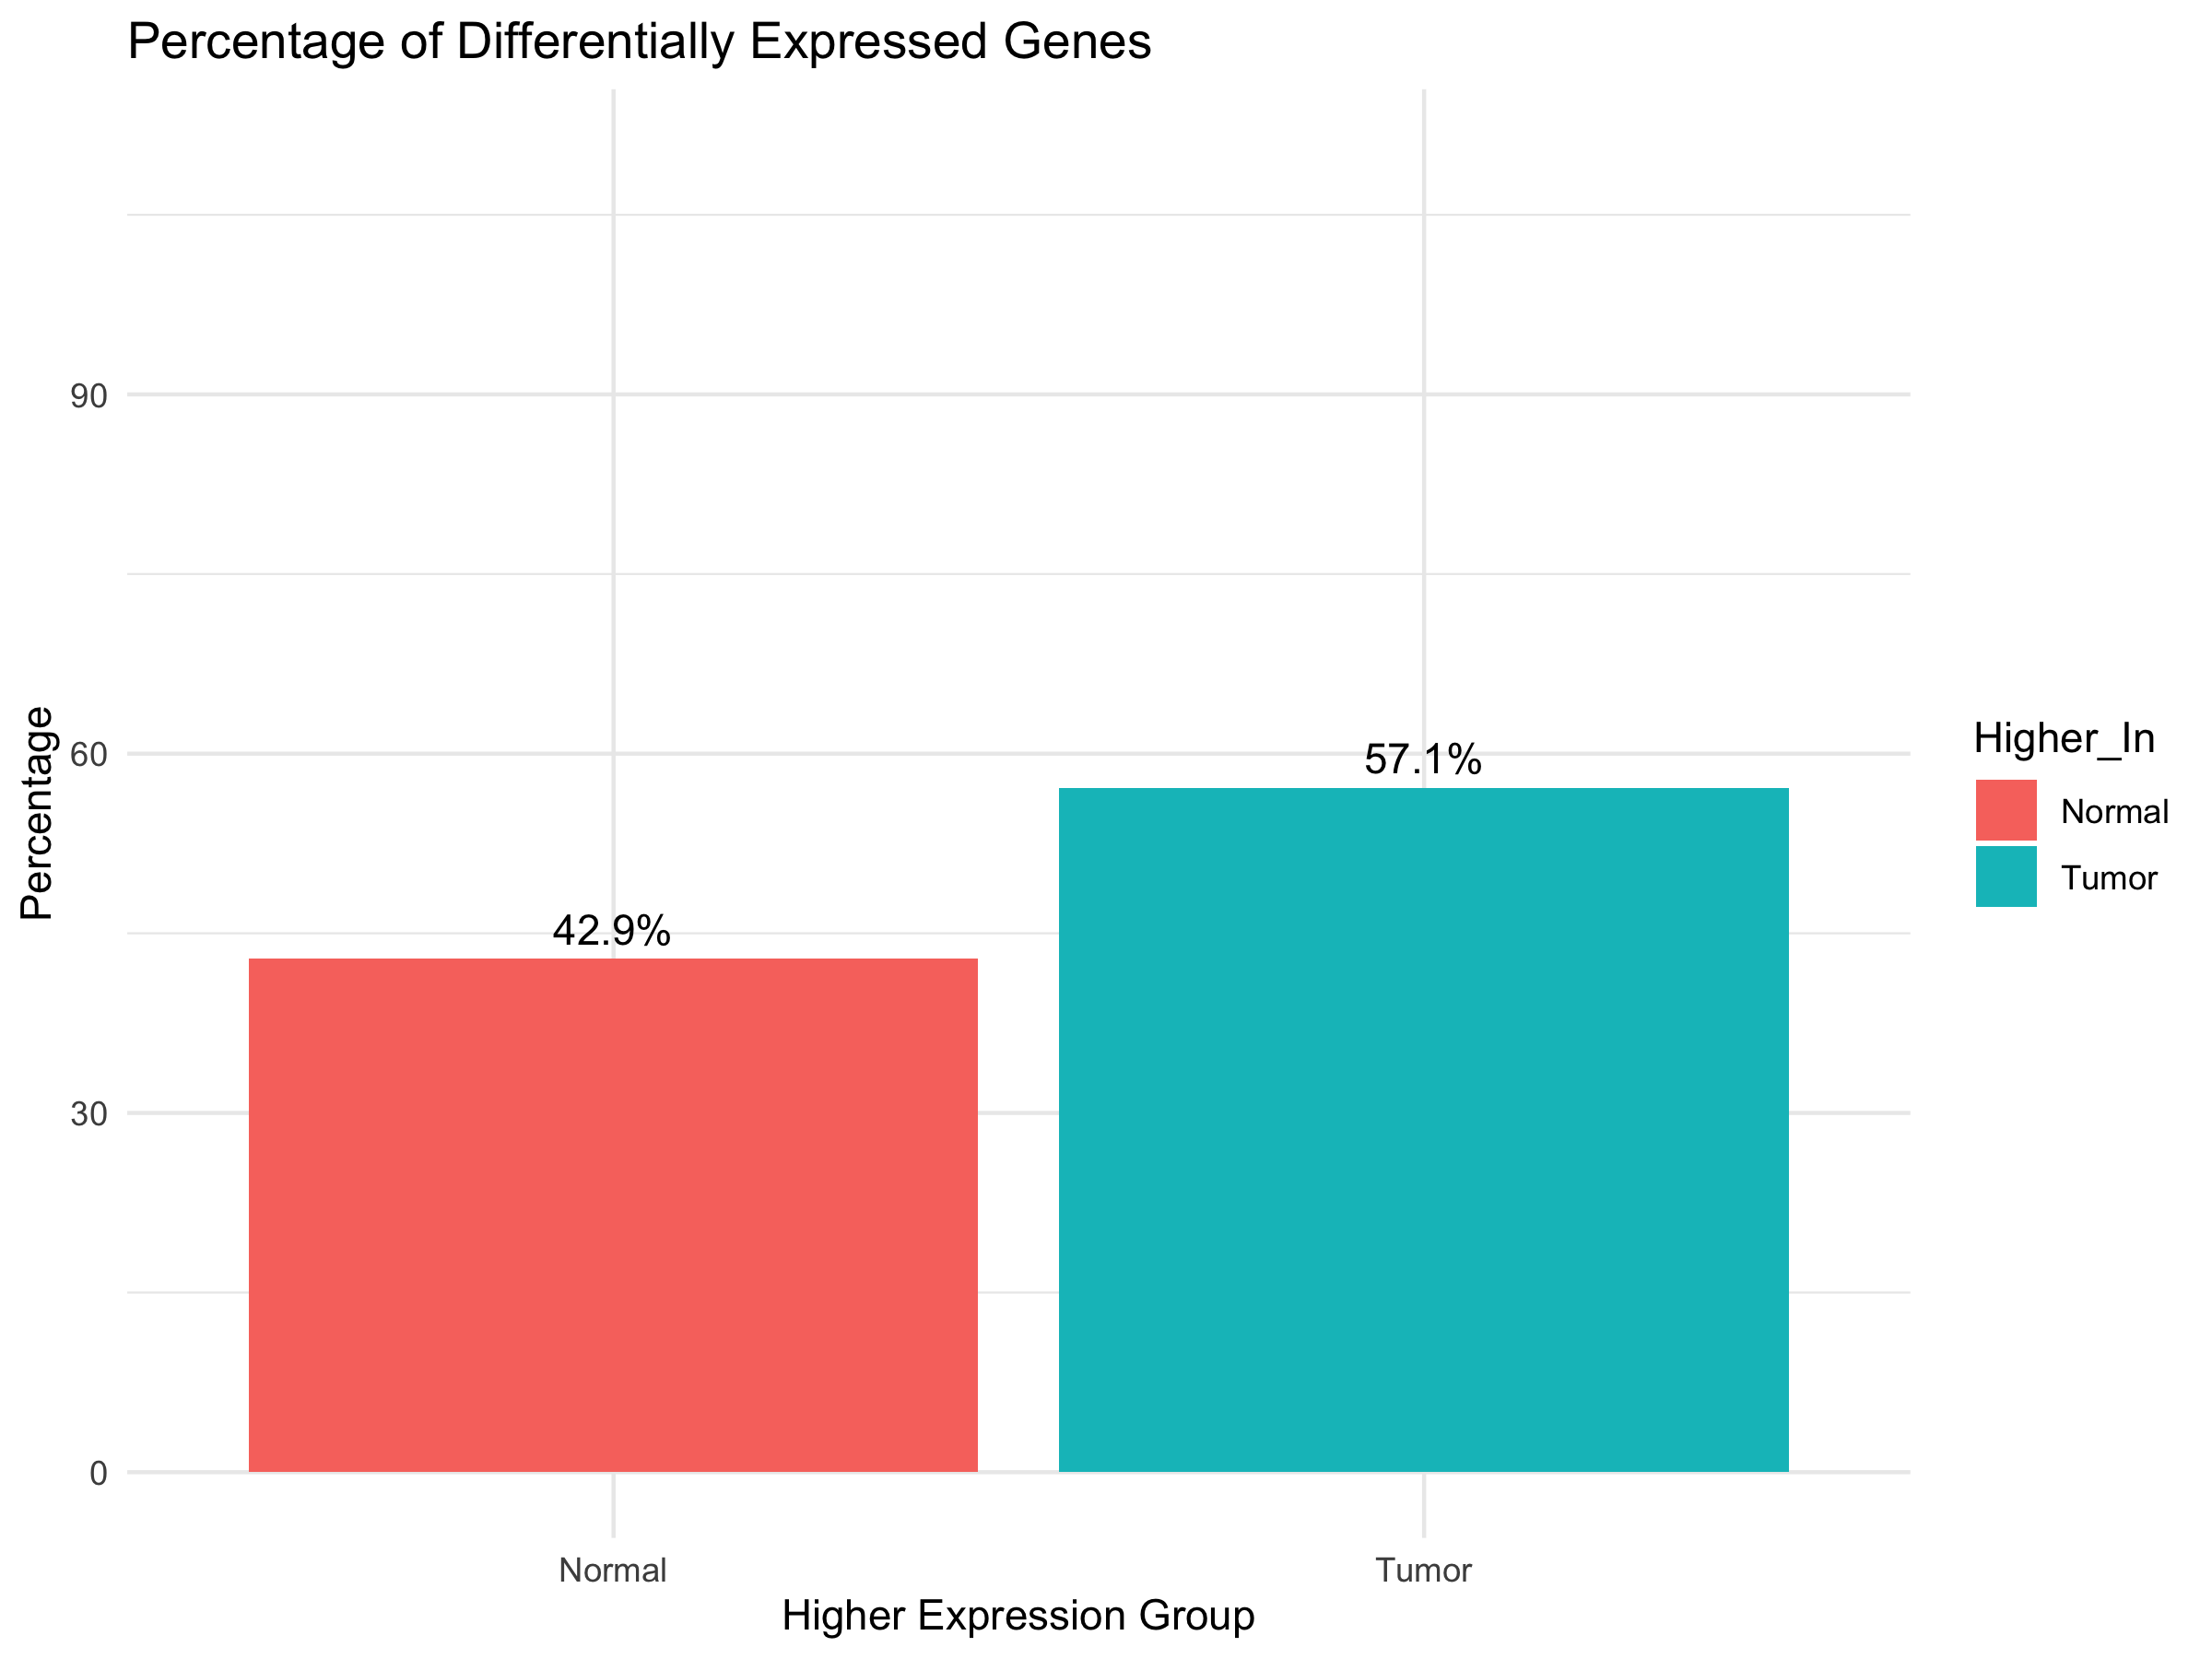 Percentage of Differentially Expressed Genes
Percentage
90
60
30
0
42.9%
57.1%
Normal
Tumor
Higher Expression Group
Higher_In
Normal
Tumor